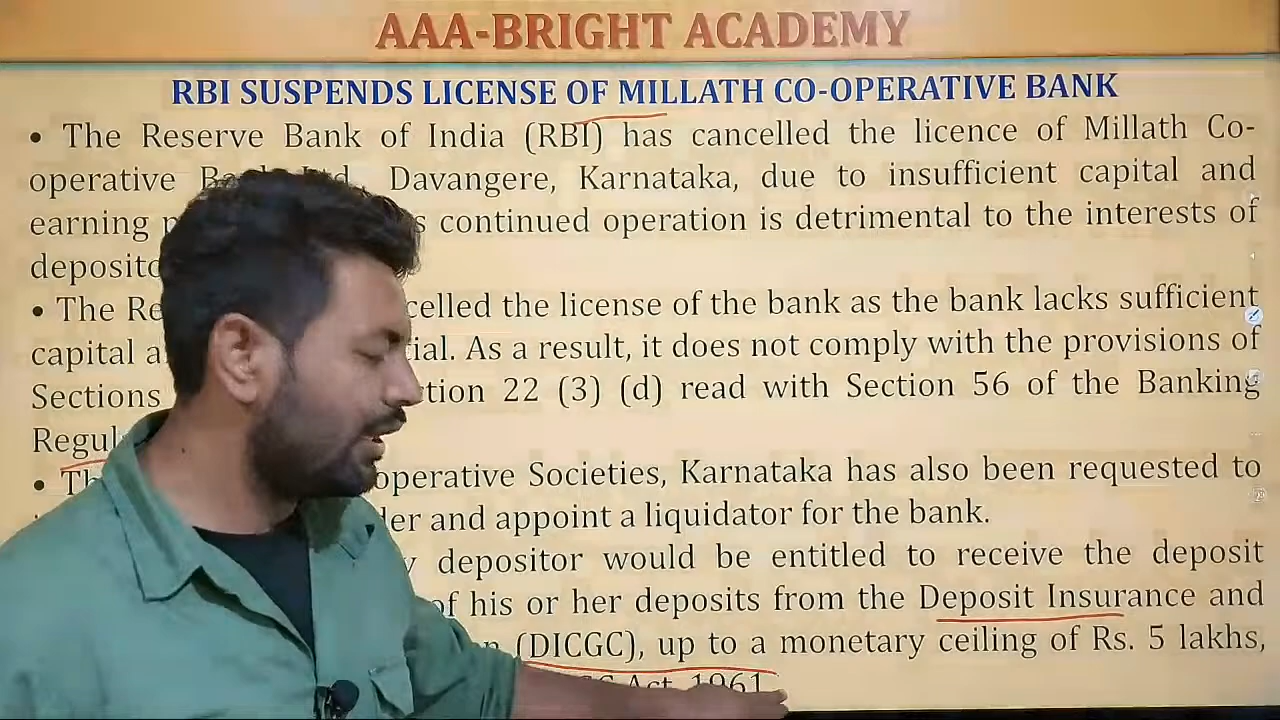 AAA-BRIGHT ACADEMY
RBI SUSPENDS LICENSE OF MILLATH CO-OPERATIVE BANK
• The Reserve Bank of India (RBI) has cancelled the licence of Millath Co-
operative Davangere, Karnataka, due to insufficient capital and
earning continued operation is detrimental to the interests of
• The the license of the bank as the bank lacks sufficient
capital As a result, it does not comply with the provisions of
Sections 22 (3) (d) read with Section 56 of the Banking
• Societies, Karnataka has also been requested to
and appoint a liquidator for the bank.
depositor would be entitled to receive the deposit
of his or her deposits from the Deposit Insurance and
(DICGC), up to a monetary ceiling of Rs. 5 lakhs,
Act, 1961